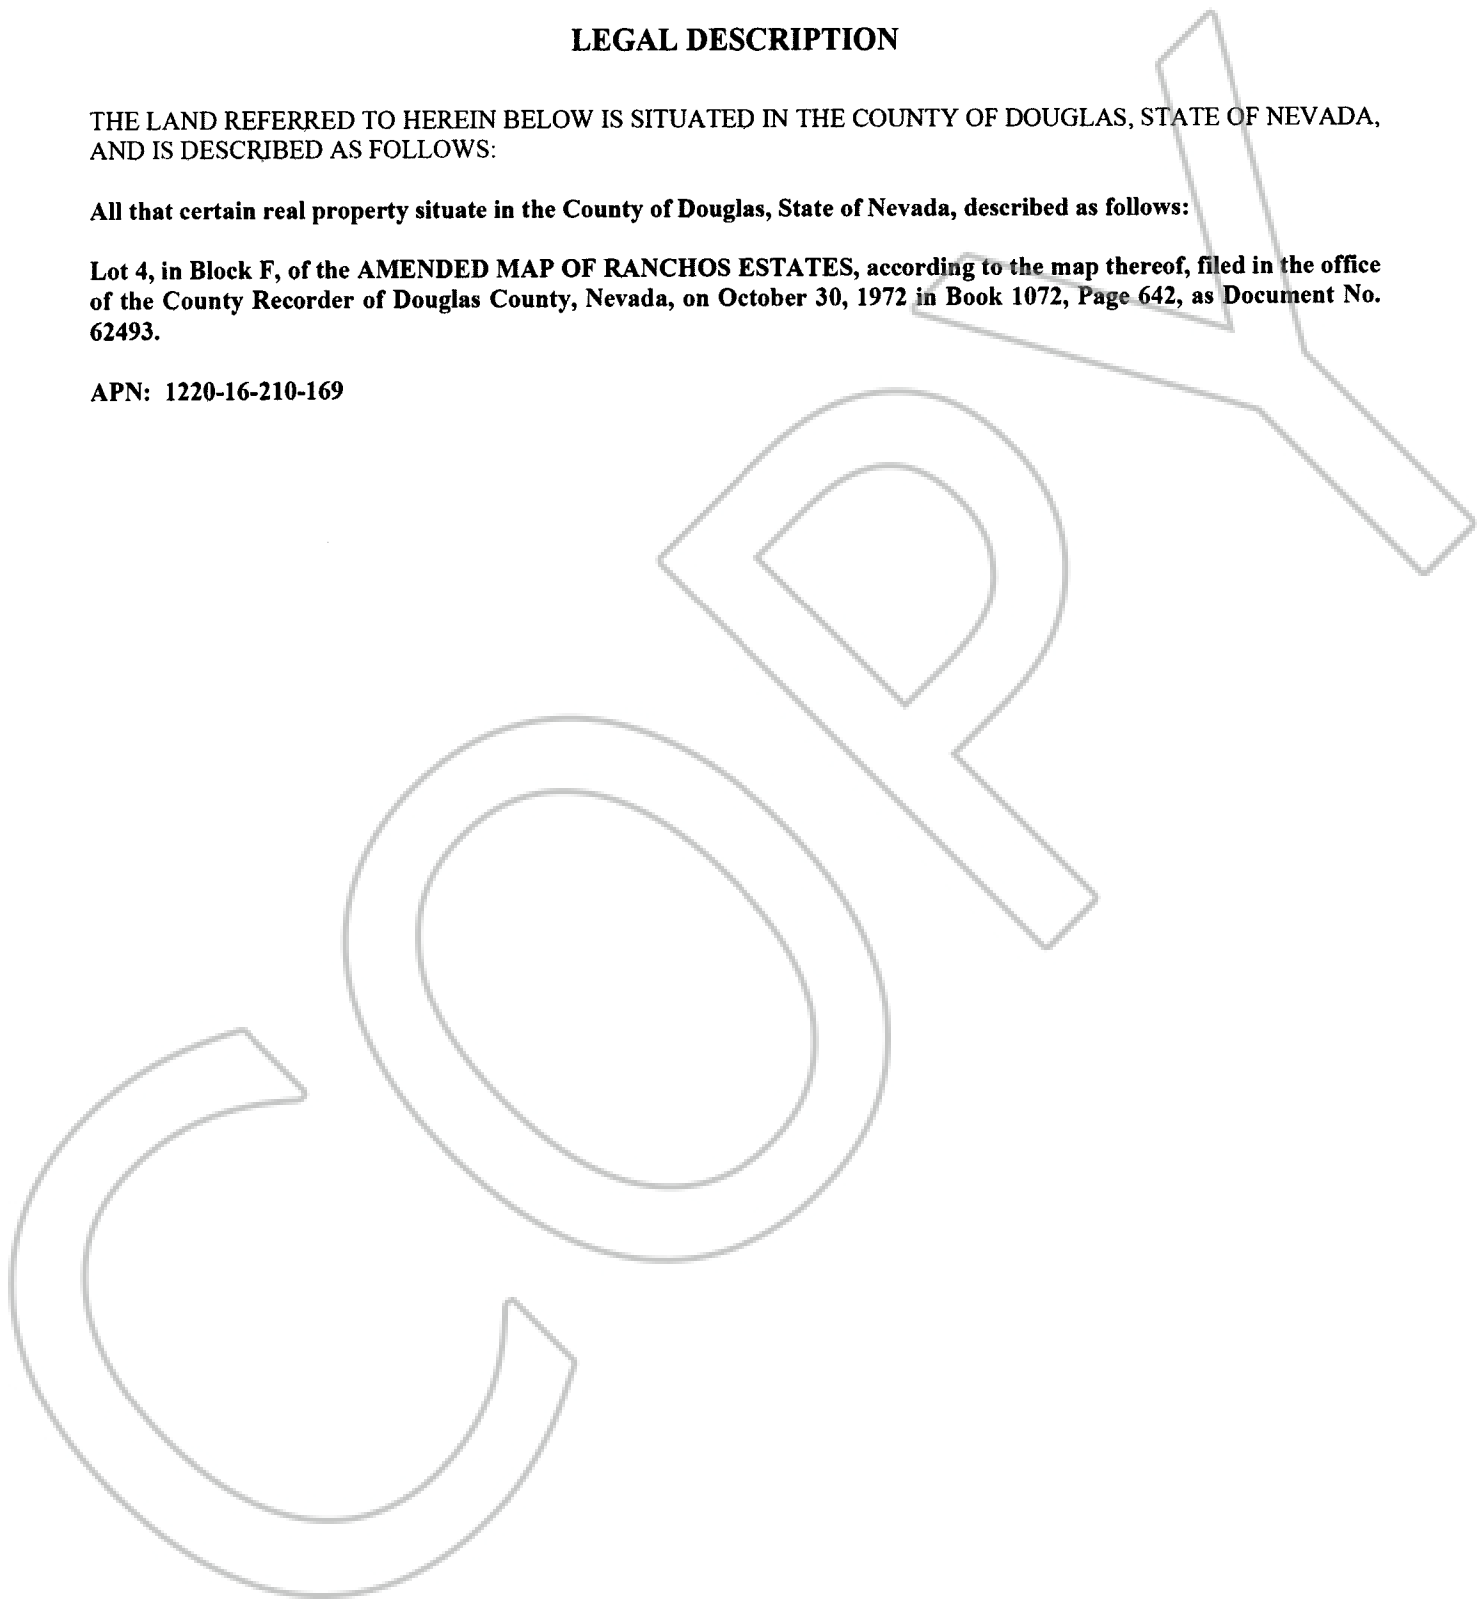 LEGAL DESCRIPTION
THE LAND REFERRED TO HEREIN BELOW IS SITUATED IN THE COUNTY OF DOUGLAS, STATE OF NEVADA,
AND IS DESCRIBED AS FOLLOWS:
All that certain real property situate in the County of Douglas, State of Nevada, described as follows:
Lot 4, in Block F, of the AMENDED MAP OF RANCHOS ESTATES, according to the map thereof, filed in the office
of the County Recorder of Douglas County, Nevada, on October 30, 1972 in Book 1072, Page 642, as Document No.
62493.
APN: 1220-16-210-169
COPY